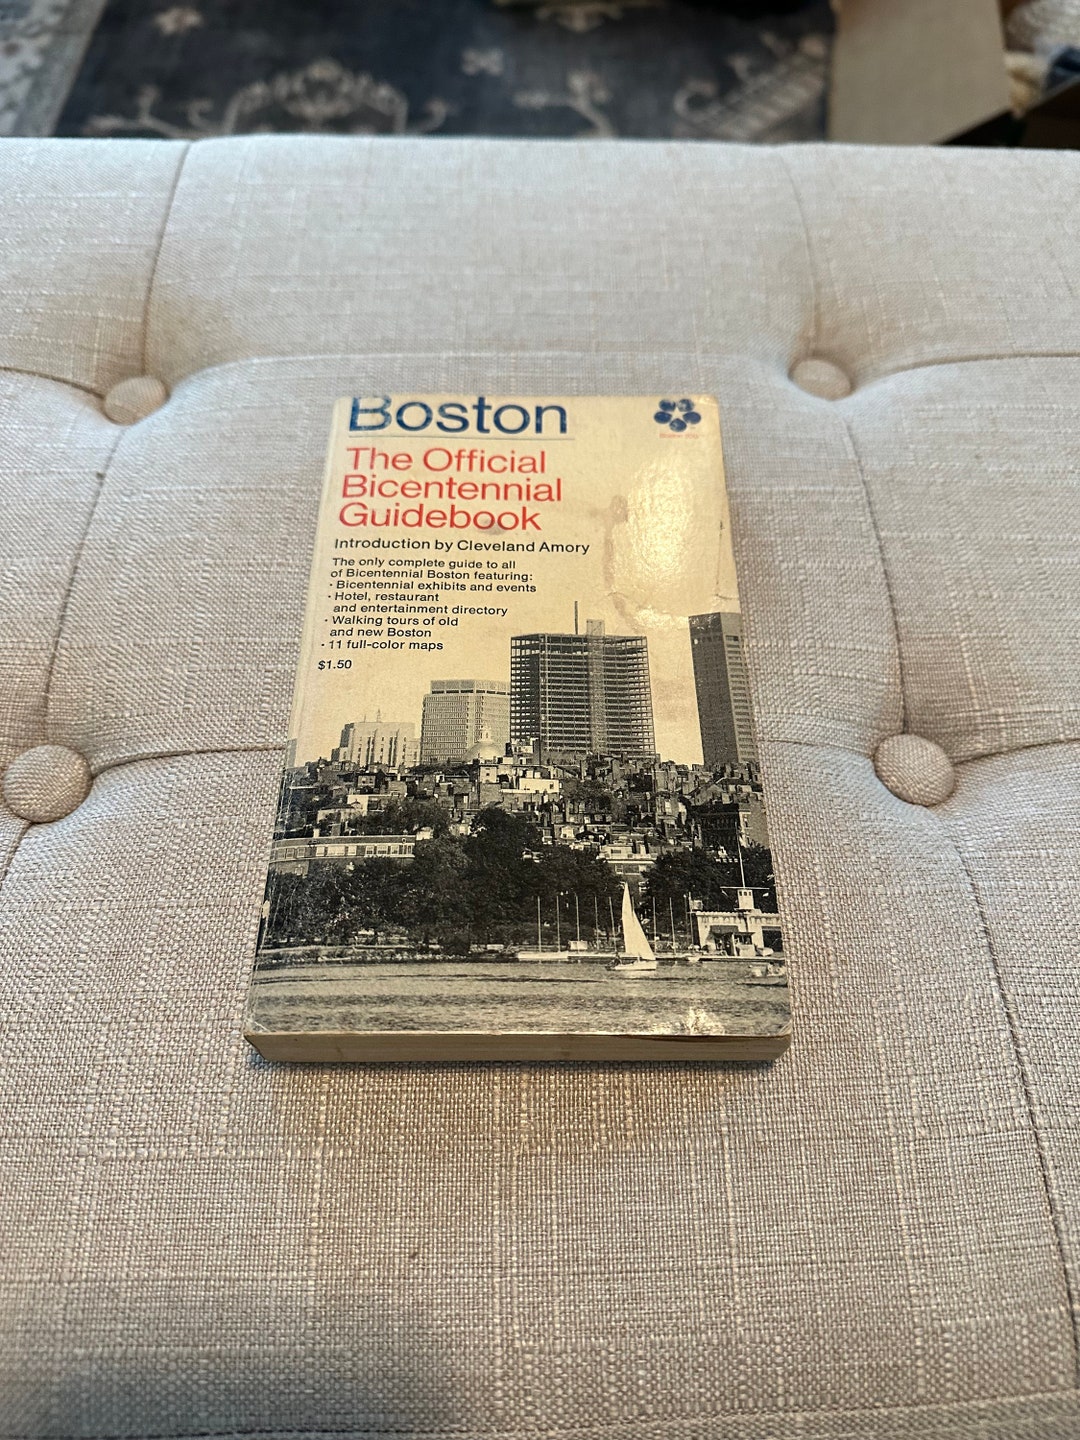 Boston
The Official
Bicentennial
Guidebook
Introduction by Cleveland Amory
The only complete guide to all
of Bicentennial Boston featuring:
· Bicentennial exhibits and events
· Hotel, restaurant
and entertainment directory
· Walking tours of old
and new Boston
· 11 full-color maps
$1.50